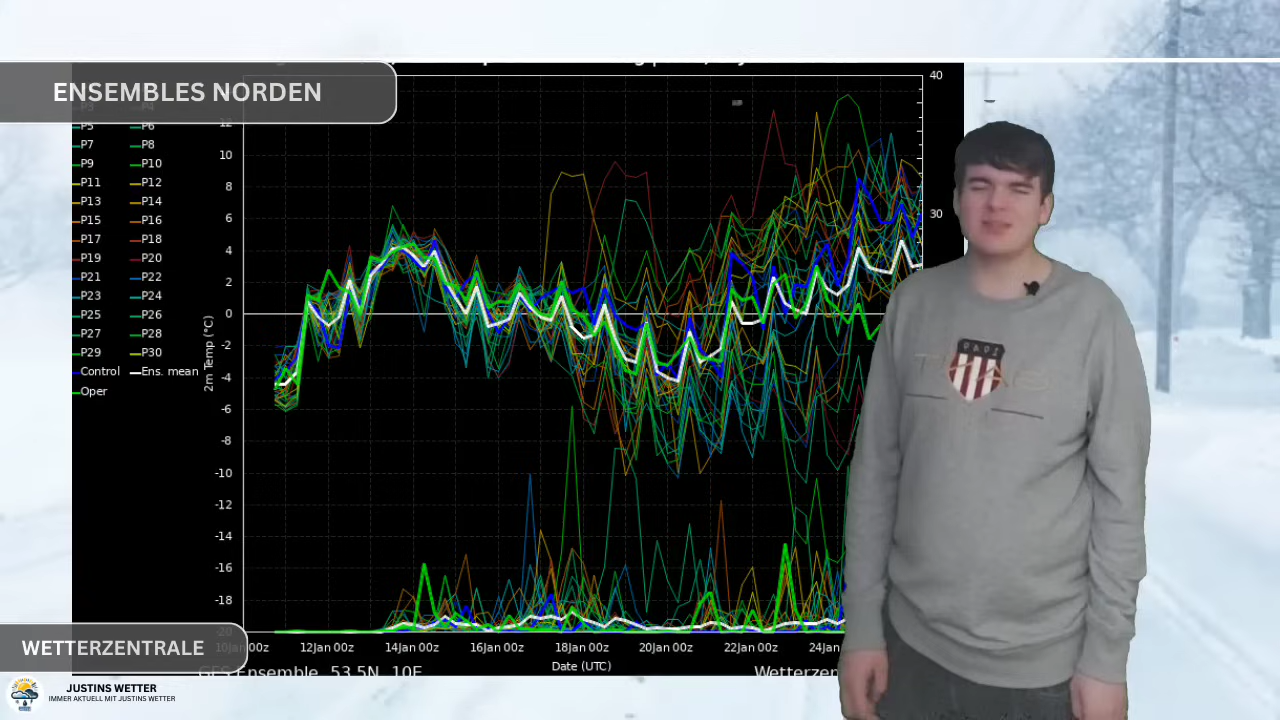 ENSEMBLES NORDEN
40
12
P5 P6
P7 P8
10
P9 P10
P11 P12
8
P13 P14
P15 P16
6
30
P17 P18
P19 P20
4
P21 P22
2
P23 P24
P25 P26
0
P27 P28
-2
P29 P30
Control Ens. mean
-4
Oper
2m Temp (°C)
-6
-8
-10
-12
-14
-16
-18
-20
12Jan 00z 14Jan 00z 16Jan 00z 18Jan 00z 20Jan 00z 22Jan 00z 24Jan
Date (UTC)
WETTERZENTRALE
GFS Ensemble 53.5N 10E Wetterzen
JUSTINS WETTER
IMMER AKTUELL MIT JUSTINS WETTER